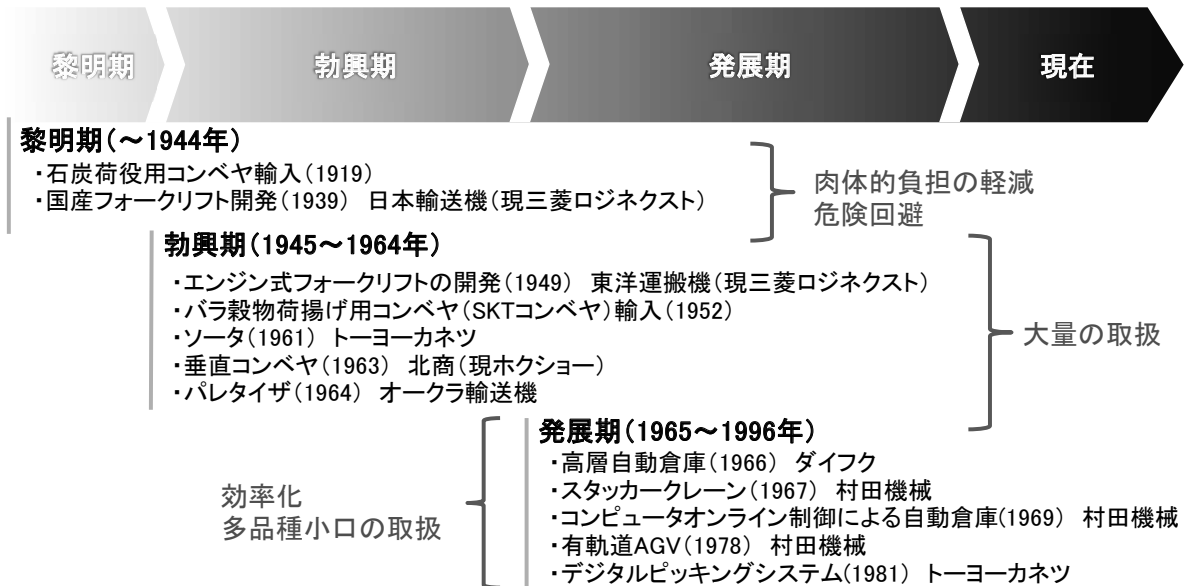 黎明期
勃興期
発展期
現在
黎明期(～1944年)
・石炭荷役用コンベヤ輸入(1919)
・国産フォークリフト開発(1939) 日本輸送機(現三菱ロジネクスト)
肉体的負担の軽減
危険回避
勃興期(1945～1964年)
・エンジン式フォークリフトの開発(1949) 東洋運搬機(現三菱ロジネクスト)
・バラ穀物荷揚げ用コンベヤ(SKTコンベヤ)輸入(1952)
・ソータ(1961) トーヨーカネツ
・垂直コンベヤ(1963) 北商(現ホクショー)
・パレタイザ(1964) オークラ輸送機
大量の取扱
発展期(1965～1996年)
・高層自動倉庫(1966) ダイフク
・スタッカークレーン(1967) 村田機械
・コンピュータオンライン制御による自動倉庫(1969) 村田機械
・有軌道AGV(1978) 村田機械
・デジタルピッキングシステム(1981) トーヨーカネツ
効率化
多品種小口の取扱